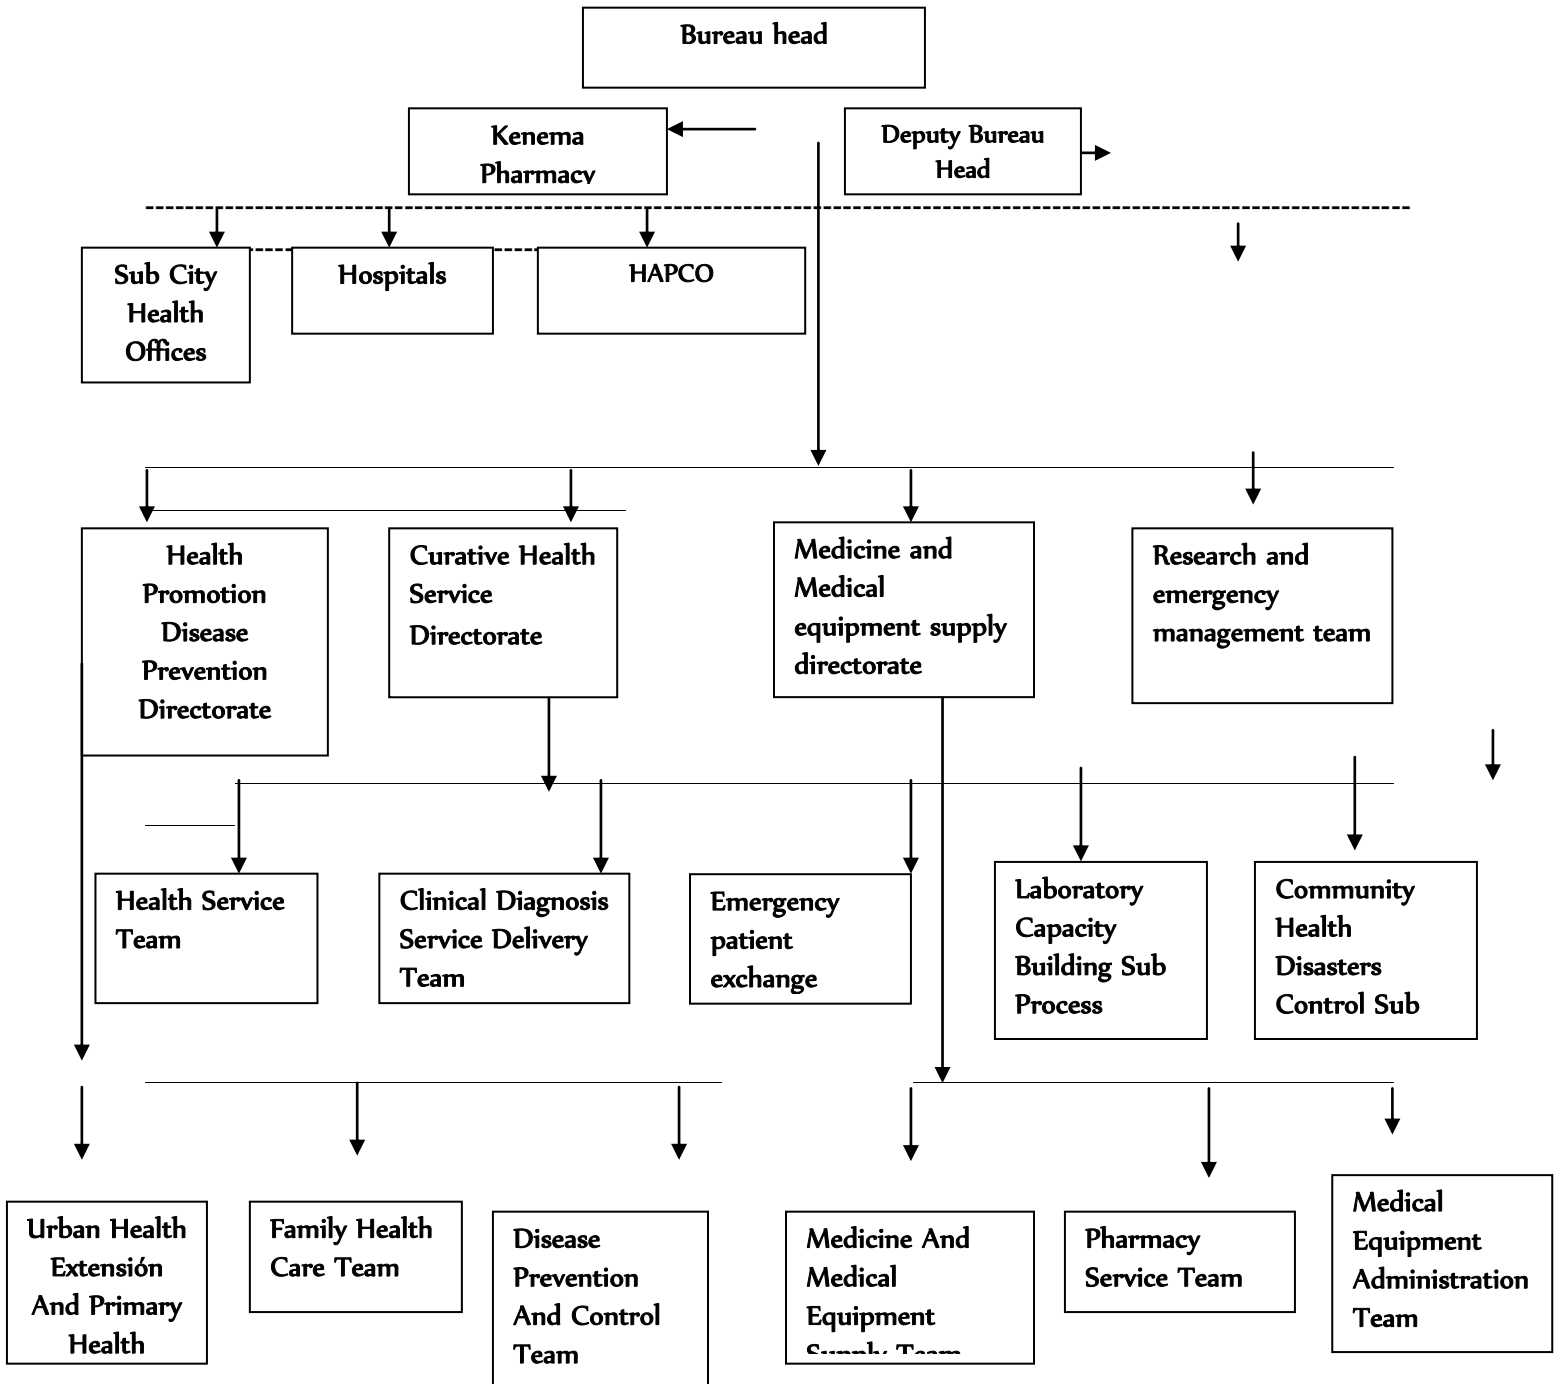 Bureau head
Kenema
Pharmacy
Deputy Bureau
Head
Sub City
Health
Offices
Hospitals
HAPCO
Health
Promotion
Disease
Prevention
Directorate
Curative Health
Service
Directorate
Medicine and
Medical
equipment supply
directorate
Research and
emergency
management team
Health Service
Team
Clinical Diagnosis
Service Delivery
Team
Emergency
patient
exchange
Laboratory
Capacity
Building Sub
Process
Community
Health
Disasters
Control Sub
Urban Health
Extensión
And Primary
Health
Family Health
Care Team
Disease
Prevention
And Control
Team
Medicine And
Medical
Equipment
Supply Team
Pharmacy
Service Team
Medical
Equipment
Administration
Team